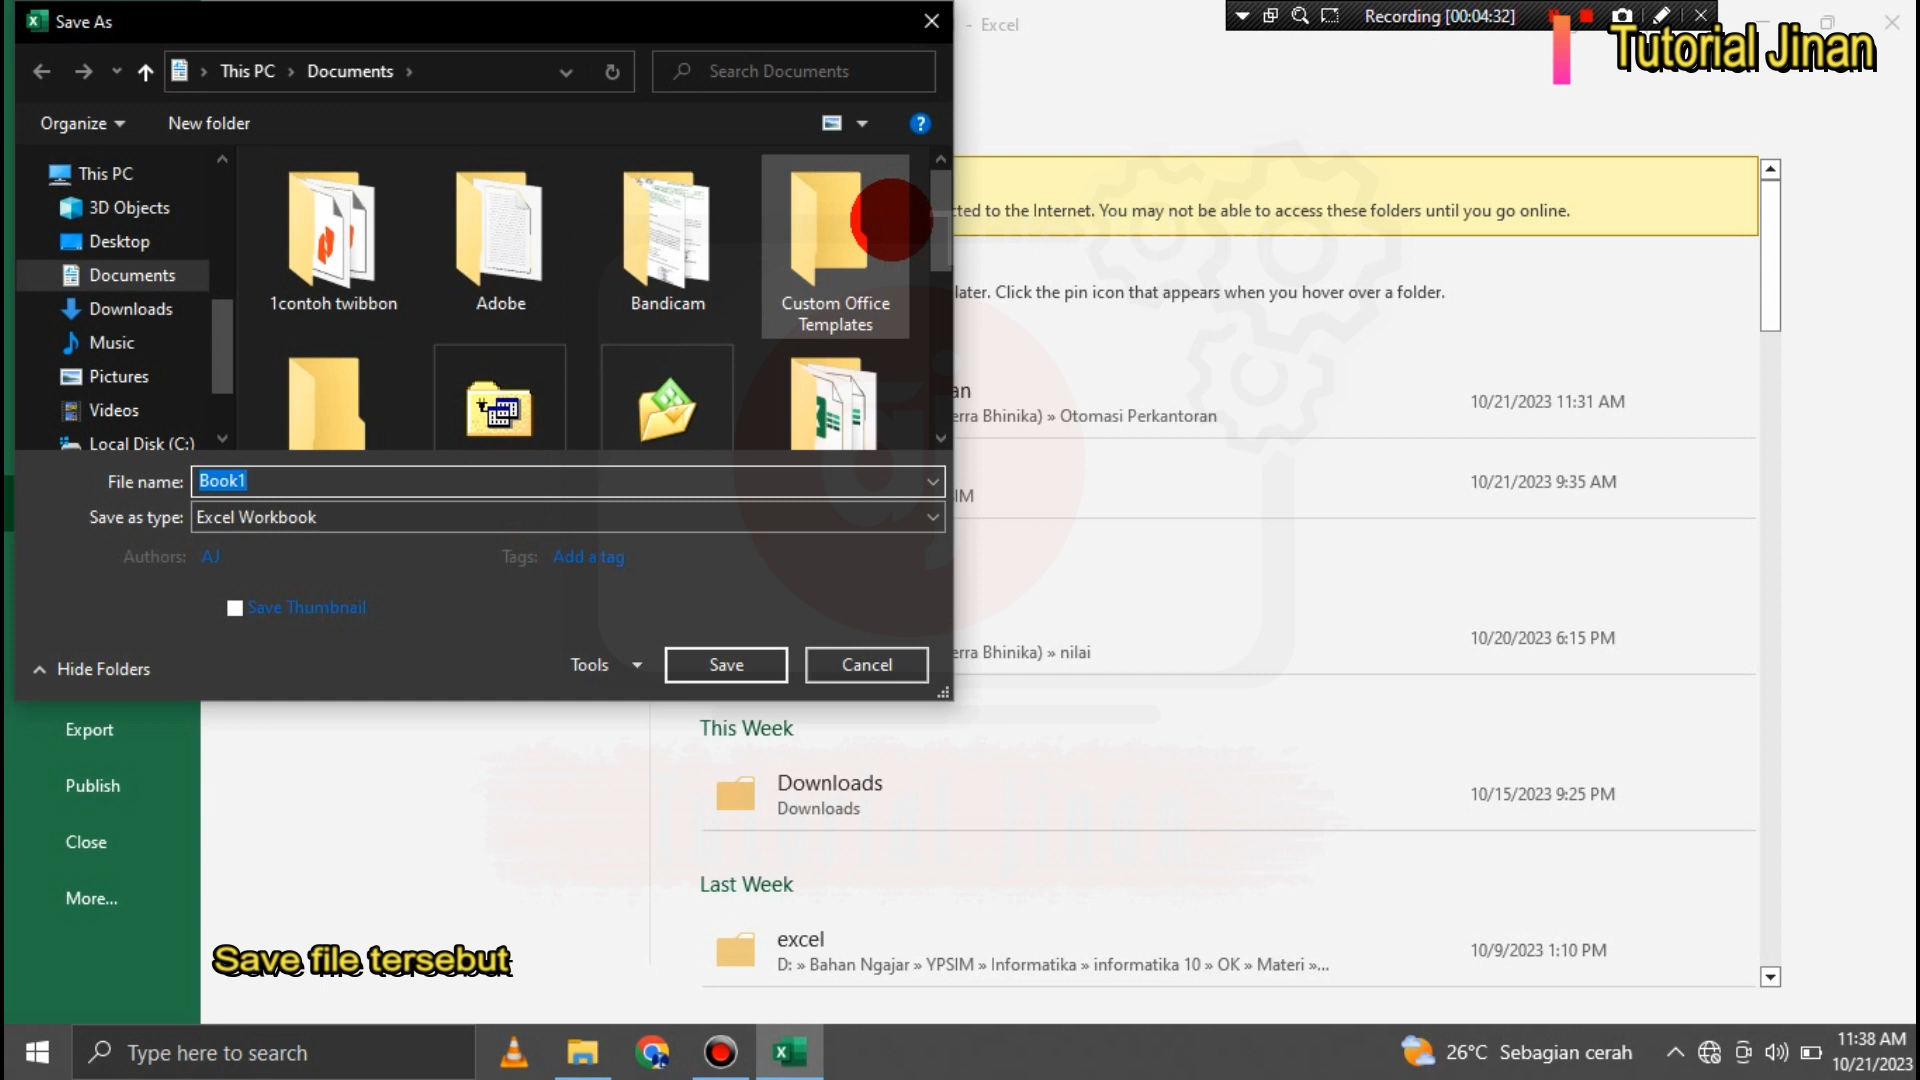 Save As
- Excel
Recording [00:04:32]
Tutorial Jinan
This PC
Documents
Search Documents
Organize
New folder
This PC
3D Objects
Desktop
Documents
Downloads
Music
Pictures
Videos
Local Disk (C:)
1contoh twibbon
Adobe
Bandicam
Custom Office
Templates
File name:
Book1
Save as type:
Excel Workbook
Authors:
AJ
Tags:
Add a tag
Save Thumbnail
Hide Folders
Tools
Save
Cancel
cted to the Internet. You may not be able to access these folders until you go online.
later. Click the pin icon that appears when you hover over a folder.
an
erra Bhinika) » Otomasi Perkantoran
10/21/2023 11:31 AM
IM
10/21/2023 9:35 AM
erra Bhinika) » nilai
10/20/2023 6:15 PM
Export
Publish
Close
More...
This Week
Downloads
Downloads
10/15/2023 9:25 PM
Last Week
excel
D: » Bahan Ngajar » YPSIM » Informatika » informatika 10 » OK » Materi »...
10/9/2023 1:10 PM
Save file tersebut
Type here to search
26°C Sebagian cerah
11:38 AM
10/21/2023